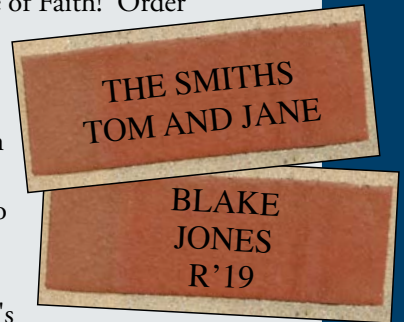 of Faith! Order
THE SMITHS
TOM AND JANE
BLAKE
JONES
R’19
's